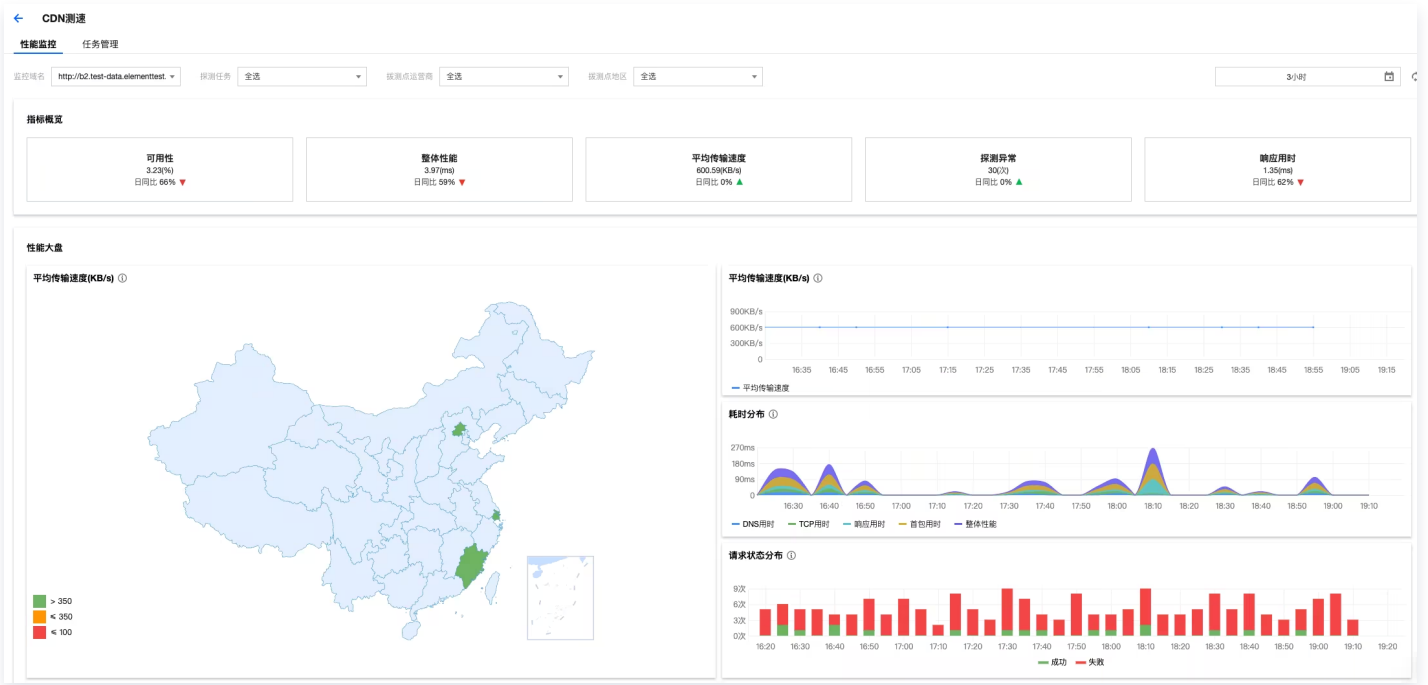 CDN测速
性能监控 任务管理
监控域名 http://b2.test-data.elementtest. 探测任务 全选 拨测点运营商 全选 拨测点地区 全选 3小时
指标概览
可用性
3.23(%)
日同比 66%
整体性能
3.97(ms)
日同比 59%
平均传输速度
600.59(KB/s)
日同比 0%
探测异常
30(次)
日同比 0%
响应用时
1.35(ms)
日同比 62%
性能大盘
平均传输速度(KB/s)
> 350
≤ 350
≤ 100
平均传输速度(KB/s)
900KB/s
600KB/s
300KB/s
0
16:35 16:45 16:55 17:05 17:15 17:25 17:35 17:45 17:55 18:05 18:15 18:25 18:35 18:45 18:55 19:05 19:15
平均传输速度
耗时分布
270ms
180ms
90ms
0
16:30 16:40 16:50 17:00 17:10 17:20 17:30 17:40 17:50 18:00 18:10 18:20 18:30 18:40 18:50 19:00 19:10
DNS用时 TCP用时 响应用时 首包用时 整体性能
请求状态分布
9次
6次
3次
0次
16:20 16:30 16:40 16:50 17:00 17:10 17:20 17:30 17:40 17:50 18:00 18:10 18:20 18:30 18:40 18:50 19:00 19:10 19:20
成功 失败